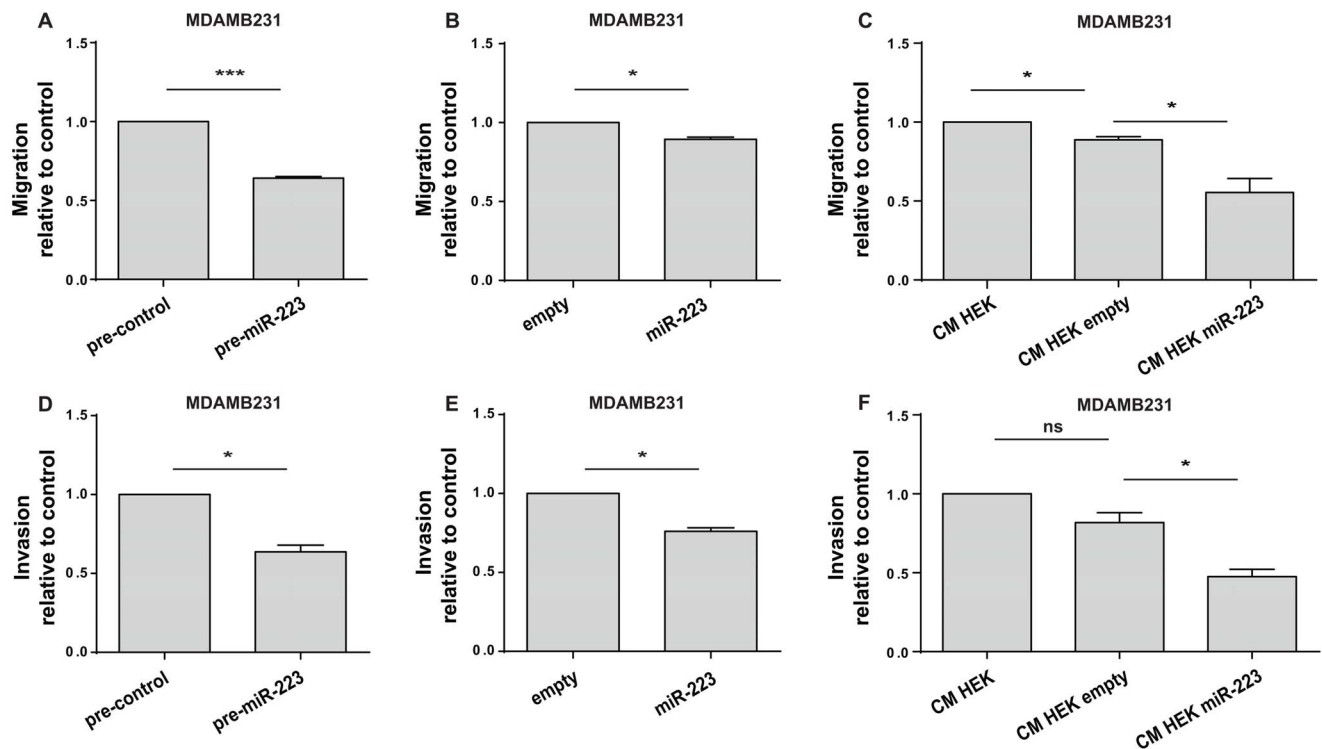 A
MDAMB231
Migration
relative to control
1.5
1.0
0.5
0.0
***
pre-control
pre-miR-223
B
MDAMB231
Migration
relative to control
1.5
1.0
0.5
0.0
*
empty
miR-223
C
MDAMB231
Migration
relative to control
1.5
1.0
0.5
0.0
*
*
CM HEK
CM HEK empty
CM HEK miR-223
D
MDAMB231
Invasion
relative to control
1.5
1.0
0.5
0.0
*
pre-control
pre-miR-223
E
MDAMB231
Invasion
relative to control
1.5
1.0
0.5
0.0
*
empty
miR-223
F
MDAMB231
Invasion
relative to control
1.5
1.0
0.5
0.0
ns
*
CM HEK
CM HEK empty
CM HEK miR-223